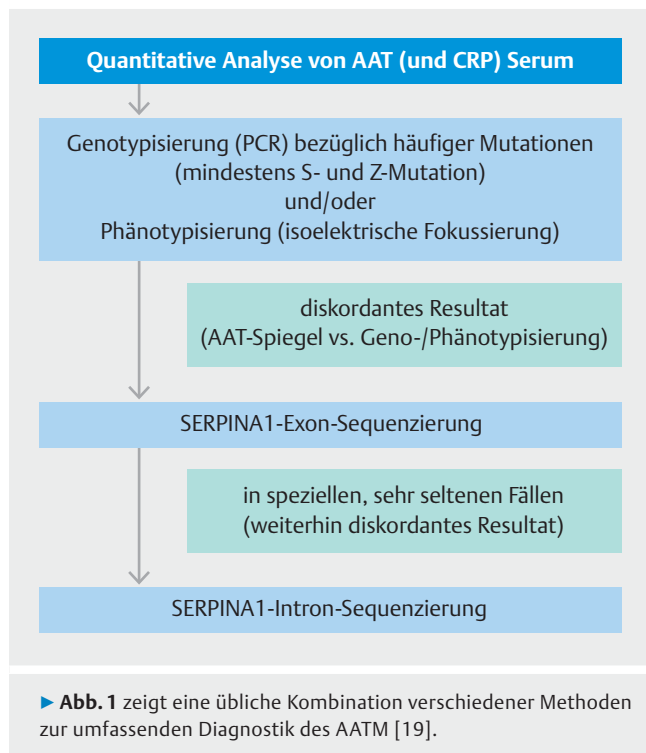 Quantitative Analyse von AAT (und CRP) Serum
Genotypisierung (PCR) bezüglich häufiger Mutationen
(mindestens S- und Z-Mutation)
und/oder
Phänotypisierung (isoelektrische Fokussierung)
diskordantes Resultat
(AAT-Spiegel vs. Geno-/Phänotypisierung)
SERPINA1-Exon-Sequenzierung
in speziellen, sehr seltenen Fällen
(weiterhin diskordantes Resultat)
SERPINA1-Intron-Sequenzierung
▶ Abb. 1 zeigt eine übliche Kombination verschiedener Methoden
zur umfassenden Diagnostik des AATM [19].